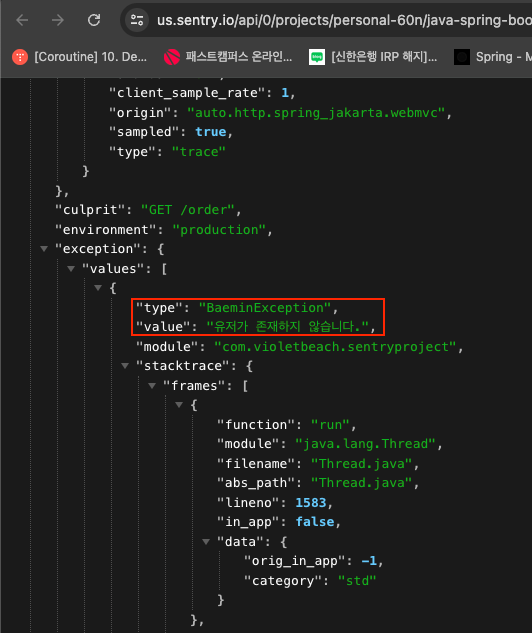 us.sentry.io/api/0/projects/personal-60n/java-spring-boo
[Coroutine] 10. De... 패스트캠퍼스 온라인... blog [신한은행 IRP 해지]... Spring - M
"client_sample_rate": 1,
"origin": "auto.http.spring_jakarta.webmvc",
"sampled": true,
"type": "trace"
}
},
"culprit": "GET /order",
"environment": "production",
"exception": {
"values": [
{
"type": "BaeminException",
"value": "유저가 존재하지 않습니다.",
"module": "com.violetbeach.sentryproject",
"stacktrace": {
"frames": [
{
"function": "run",
"module": "java.lang.Thread",
"filename": "Thread.java",
"abs_path": "Thread.java",
"lineno": 1583,
"in_app": false,
"data": {
"orig_in_app": -1,
"category": "std"
}
},